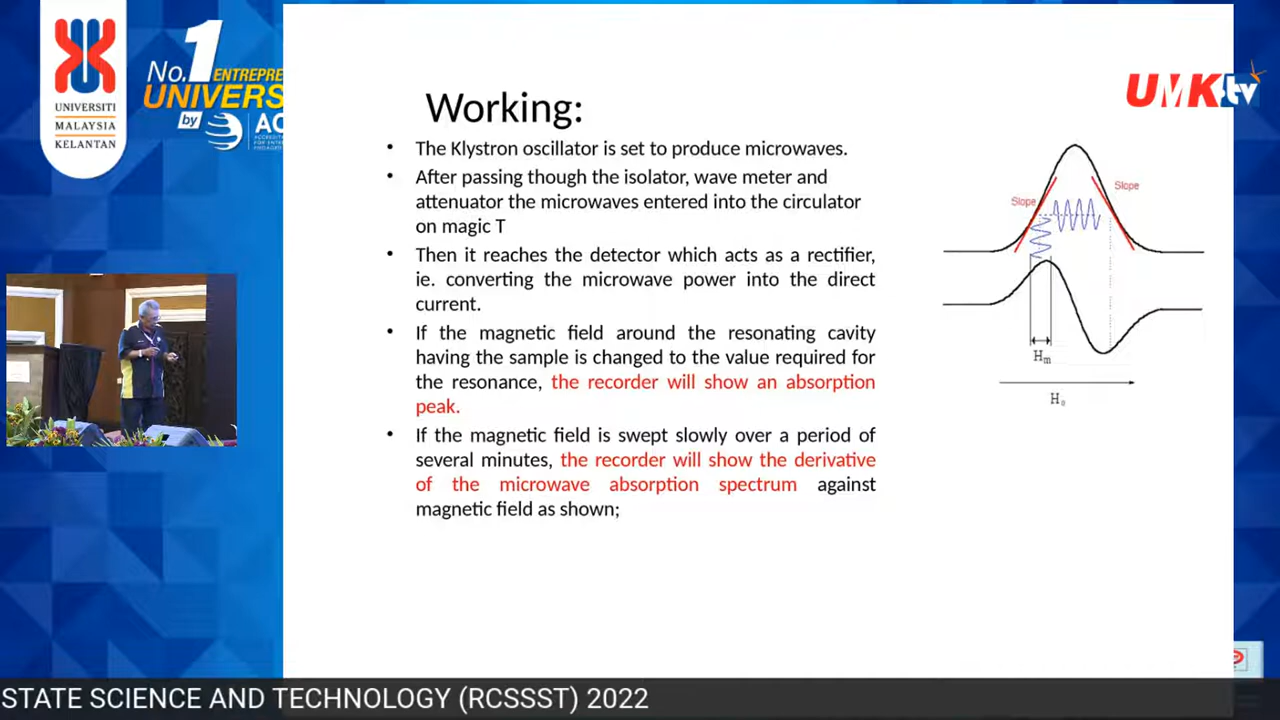 UNIVERSITI
MALAYSIA
KELANTAN
No.1
ENTREPRE
UNIVERS
by
AC
UMK tv
Working:
• The Klystron oscillator is set to produce microwaves.
• After passing though the isolator, wave meter and
attenuator the microwaves entered into the circulator
on magic T
• Then it reaches the detector which acts as a rectifier,
ie. converting the microwave power into the direct
current.
• If the magnetic field around the resonating cavity
having the sample is changed to the value required for
the resonance, the recorder will show an absorption
peak.
• If the magnetic field is swept slowly over a period of
several minutes, the recorder will show the derivative
of the microwave absorption spectrum against
magnetic field as shown;
Slope
Slope
Hm
STATE SCIENCE AND TECHNOLOGY (RCSSST) 2022